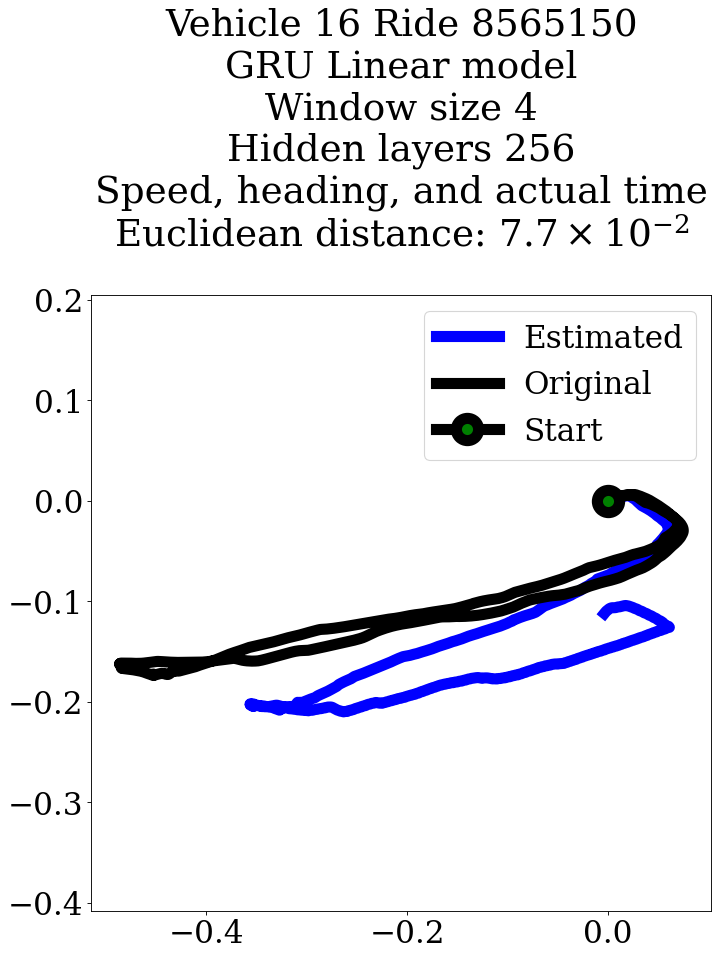 Vehicle 16 Ride 8565150
GRU Linear model
Window size 4
Hidden layers 256
Speed, heading, and actual time
Euclidean distance: 7.7 × 10⁻²
0.2
0.1
0.0
−0.1
−0.2
−0.3
−0.4
Estimated
Original
Start
−0.4
−0.2
0.0